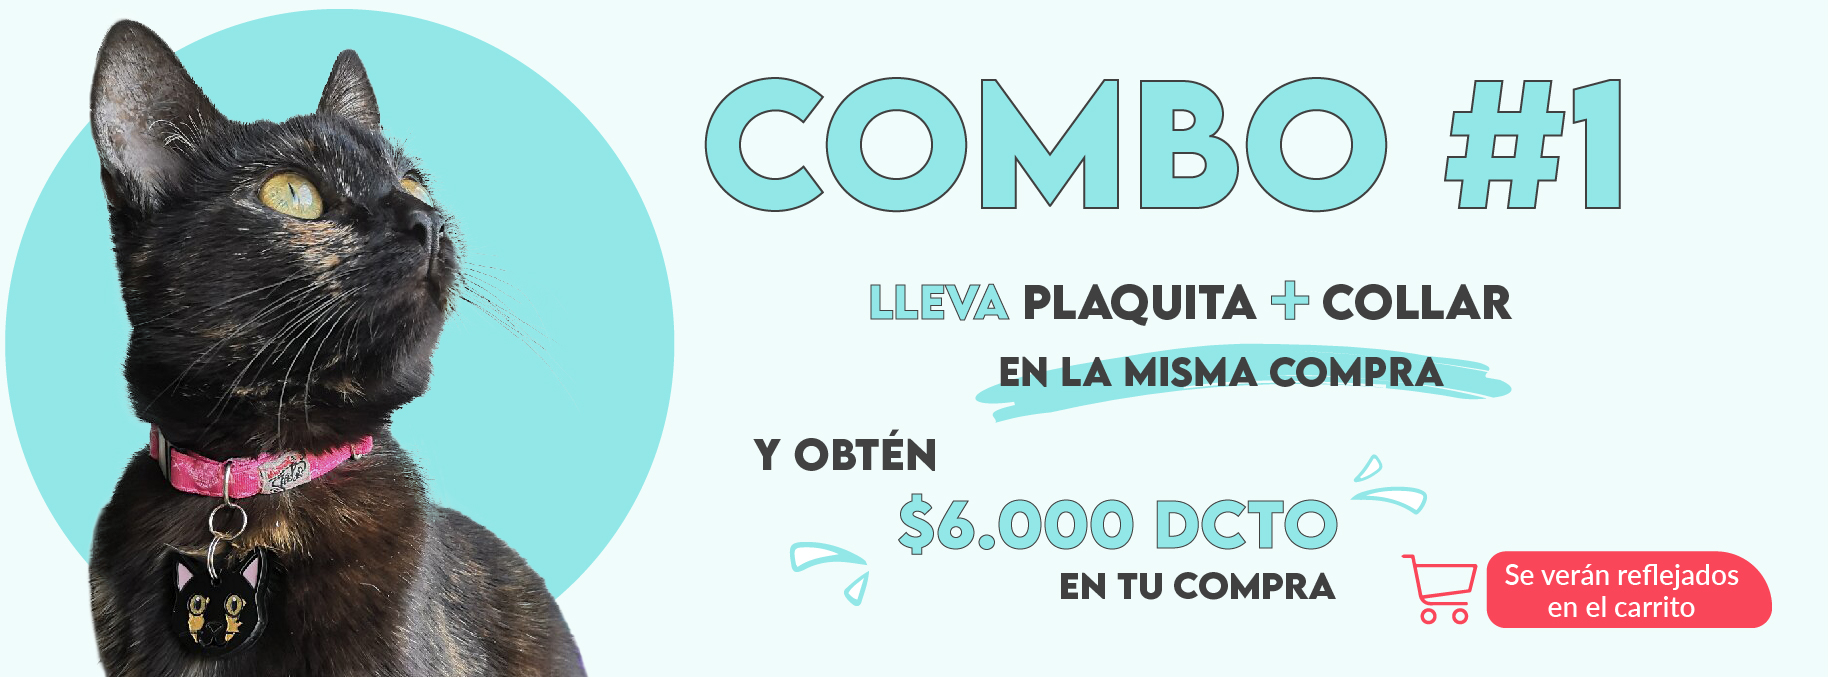 COMBO #1
LLEVA PLAQUITA + COLLAR
EN LA MISMA COMPRA
Y OBTÉN
$6.000 DCTO
EN TU COMPRA
Se verán reflejados
en el carrito